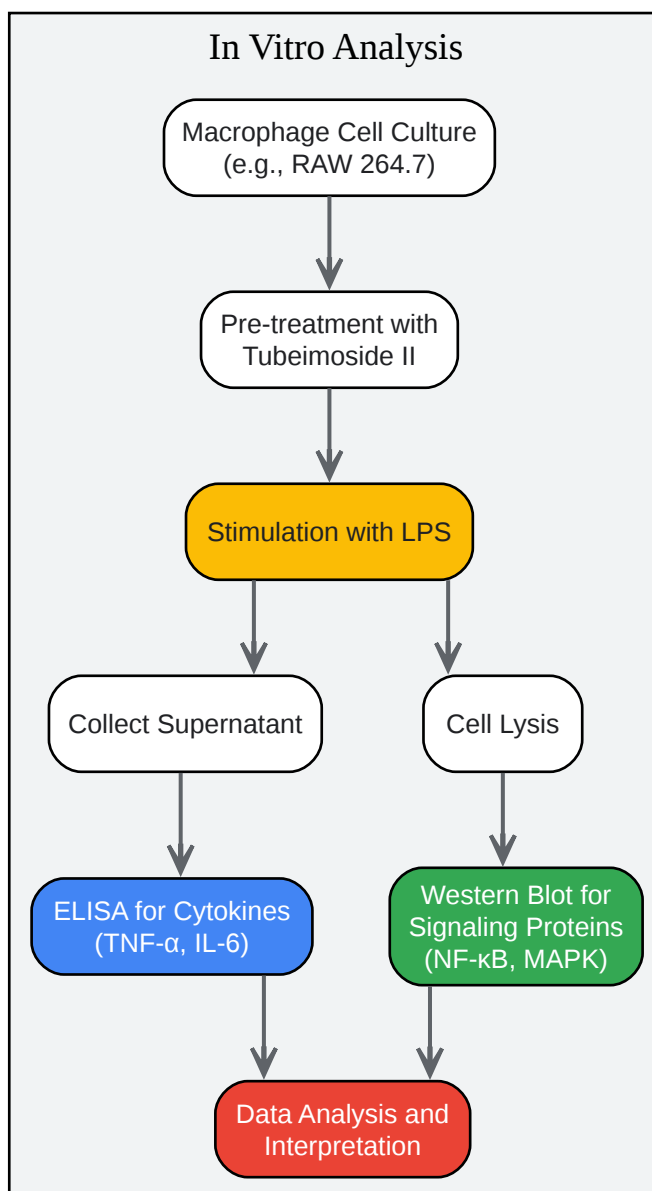 In Vitro Analysis
Macrophage Cell Culture
(e.g., RAW 264.7)
Pre-treatment with
Tubeimoside II
Stimulation with LPS
Collect Supernatant
Cell Lysis
ELISA for Cytokines
(TNF-α, IL-6)
Western Blot for
Signaling Proteins
(NF-κB, MAPK)
Data Analysis and
Interpretation